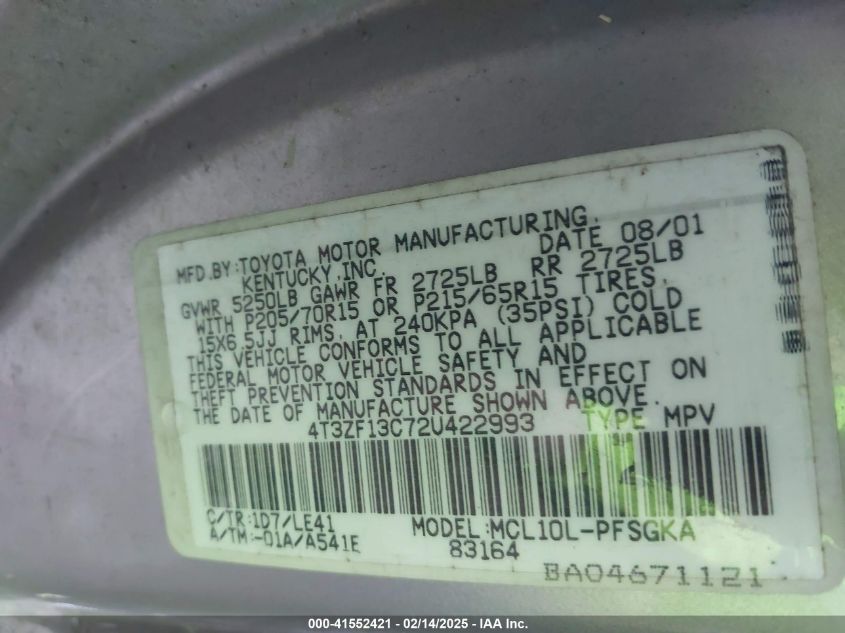 MFD.BY:TOYOTA MOTOR MANUFACTURING.
KENTUCKY,INC. DATE 08/01
GVWR 5250LB GAWR FR 2725LB RR 2725LB
WITH P205/70R15 OR P215/65R15 TIRES.
15X6.5JJ RIMS, AT 240KPA (35PSI) COLD
THIS VEHICLE CONFORMS TO ALL APPLICABLE
FEDERAL MOTOR VEHICLE SAFETY AND
THEFT PREVENTION STANDARDS IN EFFECT ON
THE DATE OF MANUFACTURE SHOWN ABOVE.
4T3ZF13C72U422993 TYPE MPV
C/TR:1D7/LE41 MODEL:MCL10L-PFSGKA
A/TM:-01A/A541E 83164
BA04671121
000-41552421 - 02/14/2025 - IAA Inc.